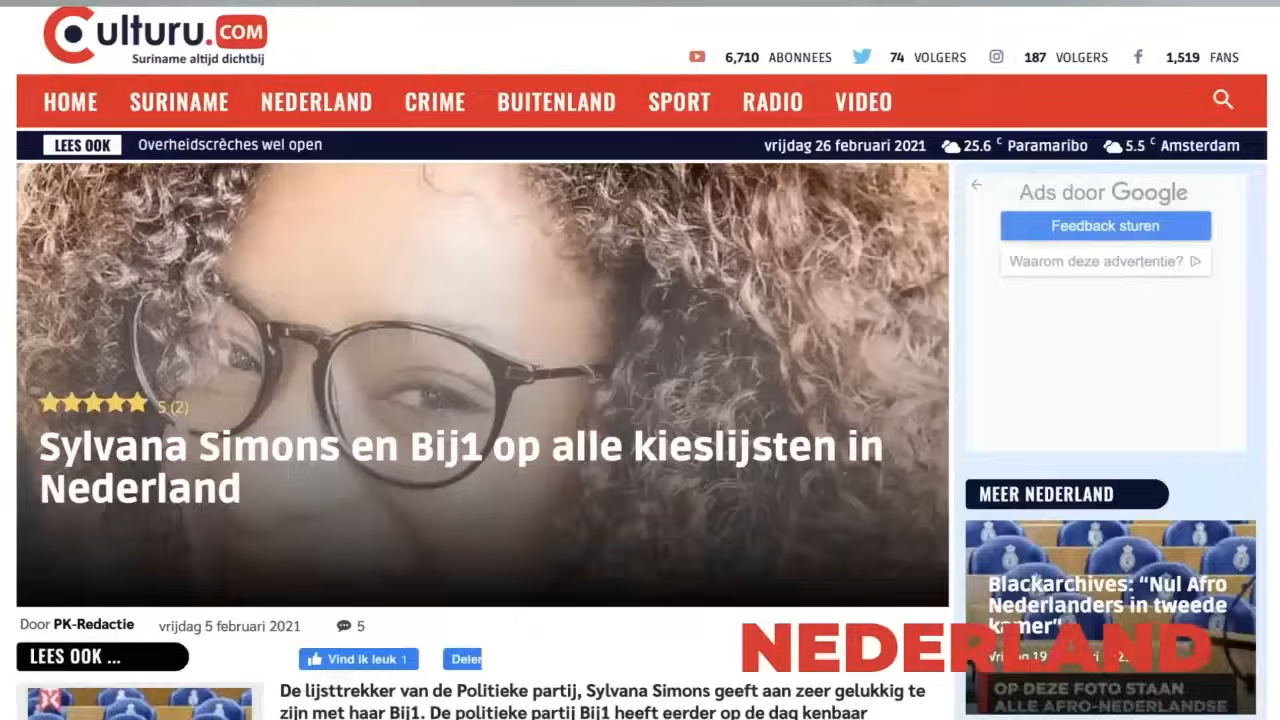 Culturu.COM
Suriname altijd dichtbij
6,710 ABONNEES 74 VOLGERS 187 VOLGERS 1,519 FANS
HOME SURINAME NEDERLAND CRIME BUITENLAND SPORT RADIO VIDEO
LEES OOK Overheidscrèches wel open vrijdag 26 februari 2021 25.6 C Paramaribo 5.5 C Amsterdam
Ads door Google
Feedback sturen
Waarom deze advertentie?
5 (2)
Sylvana Simons en Bij1 op alle kieslijsten in
Nederland
MEER NEDERLAND
Blackarchives: “Nul Afro
Nederlanders in tweede
kamer”
NEDERLAND
OP DEZE FOTO STAAN
ALLE AFRO-NEDERLANDSE
Door PK-Redactie vrijdag 5 februari 2021 5
LEES OOK ...
Vind ik leuk 1
Delen
De lijsttrekker van de Politieke partij, Sylvana Simons geeft aan zeer gelukkig te
zijn met haar Bij1. De politieke partij Bij1 heeft eerder op de dag kenbaar